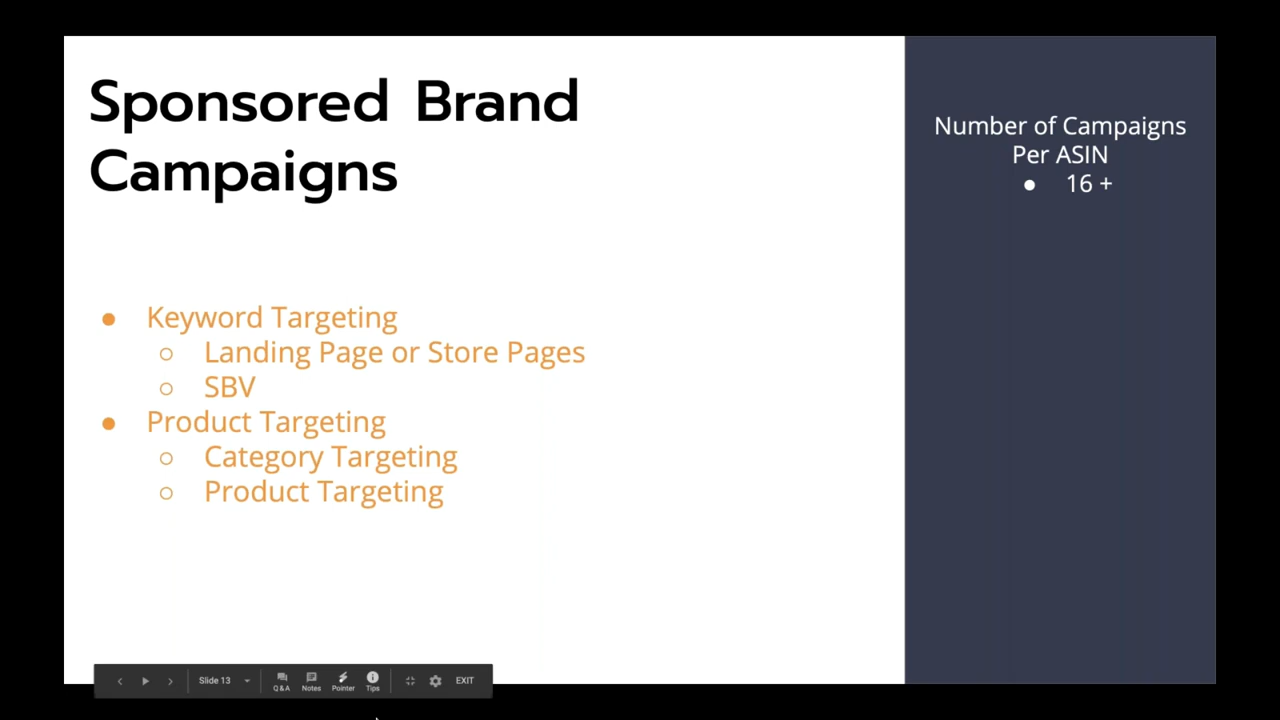 Sponsored Brand
Campaigns
● Keyword Targeting
○ Landing Page or Store Pages
○ SBV
● Product Targeting
○ Category Targeting
○ Product Targeting
Number of Campaigns
Per ASIN
● 16 +
Slide 13
Q&A
Notes
Pointer
Tips
EXIT